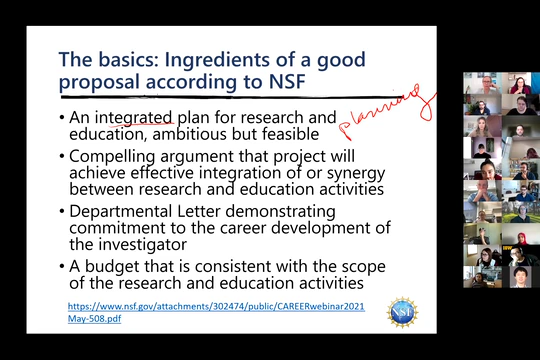 The basics: Ingredients of a good
proposal according to NSF
• An integrated plan for research and
education, ambitious but feasible
planning
• Compelling argument that project will
achieve effective integration of or synergy
between research and education activities
• Departmental Letter demonstrating
commitment to the career development of
the investigator
• A budget that is consistent with the scope
of the research and education activities
https://www.nsf.gov/attachments/302474/public/CAREERwebinar2021
May-508.pdf
NSF